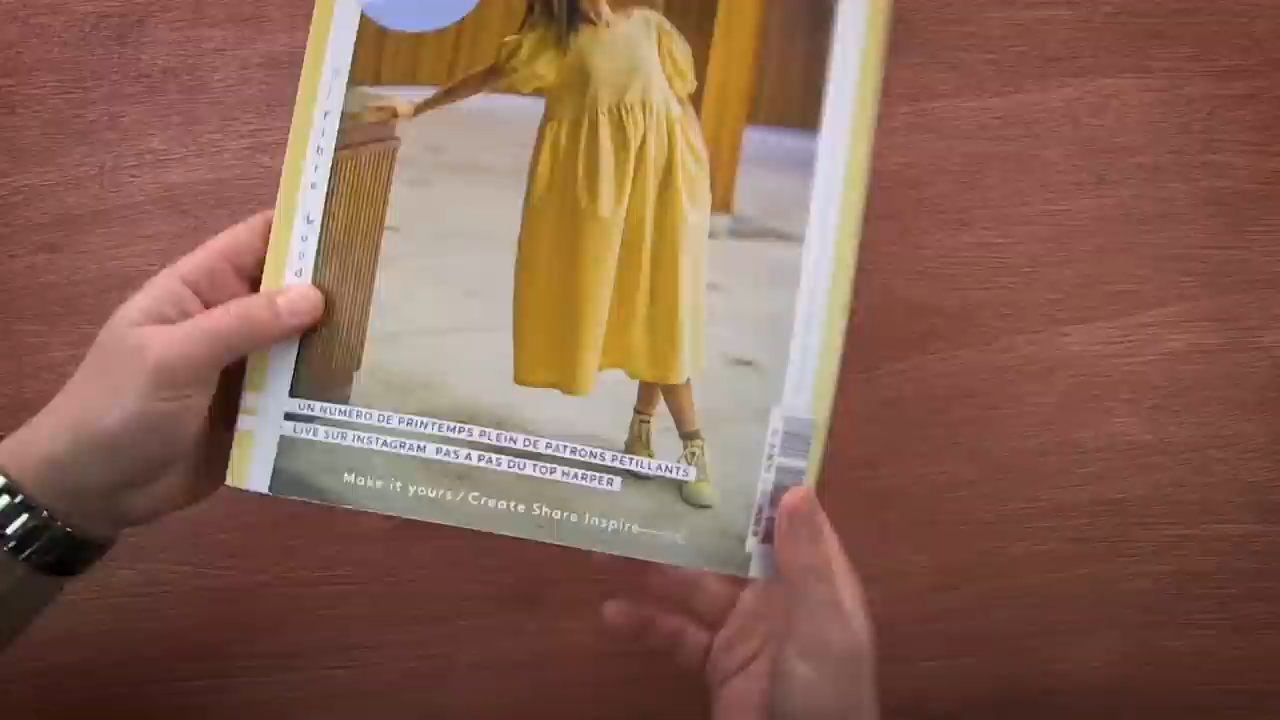 UN NUMÉRO DE PRINTEMPS PLEIN DE PATRONS PÉTILLANTS
LIVE SUR INSTAGRAM PAS A PAS DU TOP HARPER
Make it yours / Create Share Inspire